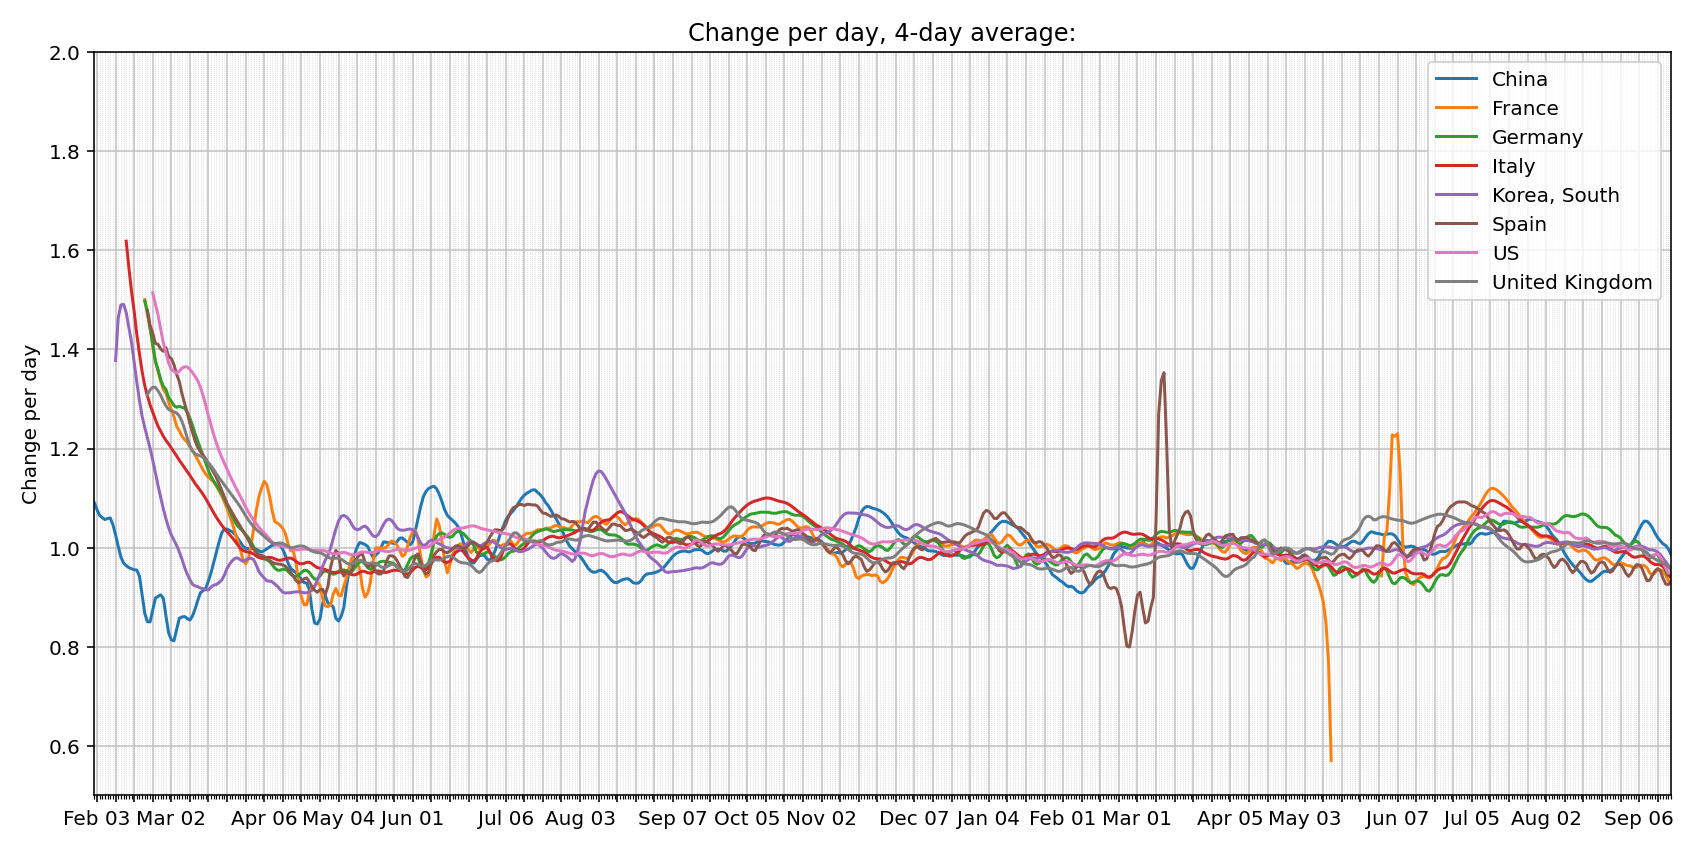 Change per day, 4-day average:
2.0
1.8
1.6
1.4
1.2
1.0
0.8
0.6
Change per day
China
France
Germany
Italy
Korea, South
Spain
US
United Kingdom
Feb 03 Mar 02 Apr 06 May 04 Jun 01 Jul 06 Aug 03 Sep 07 Oct 05 Nov 02 Dec 07 Jan 04 Feb 01 Mar 01 Apr 05 May 03 Jun 07 Jul 05 Aug 02 Sep 06